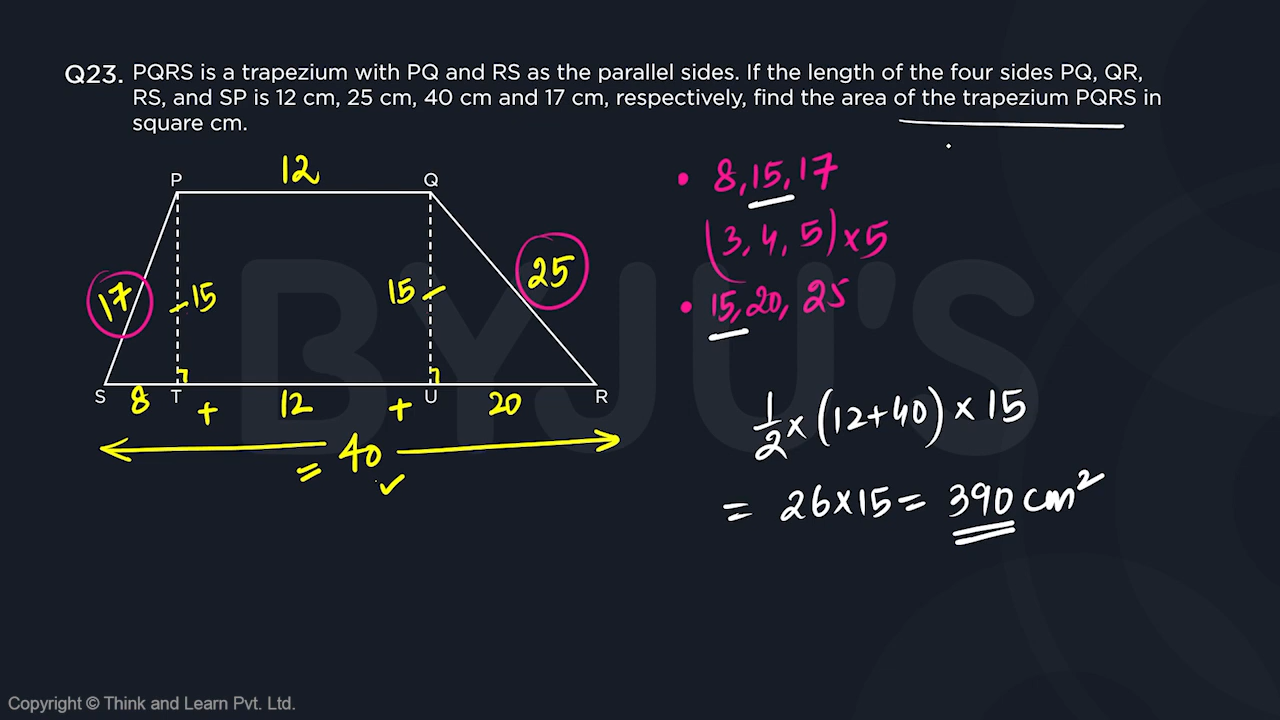 Q23. PQRS is a trapezium with PQ and RS as the parallel sides. If the length of the four sides PQ, QR,
RS, and SP is 12 cm, 25 cm, 40 cm and 17 cm, respectively, find the area of the trapezium PQRS in
square cm.
12
P
Q
17
15
15
25
S
T
U
R
8 + 12 + 20
= 40 ✓
• 8, 15, 17
(3, 4, 5) × 5
• 15, 20, 25
1/2 × (12+40) × 15
= 26 × 15 = 390 cm²
BYJU'S
Copyright © Think and Learn Pvt. Ltd.